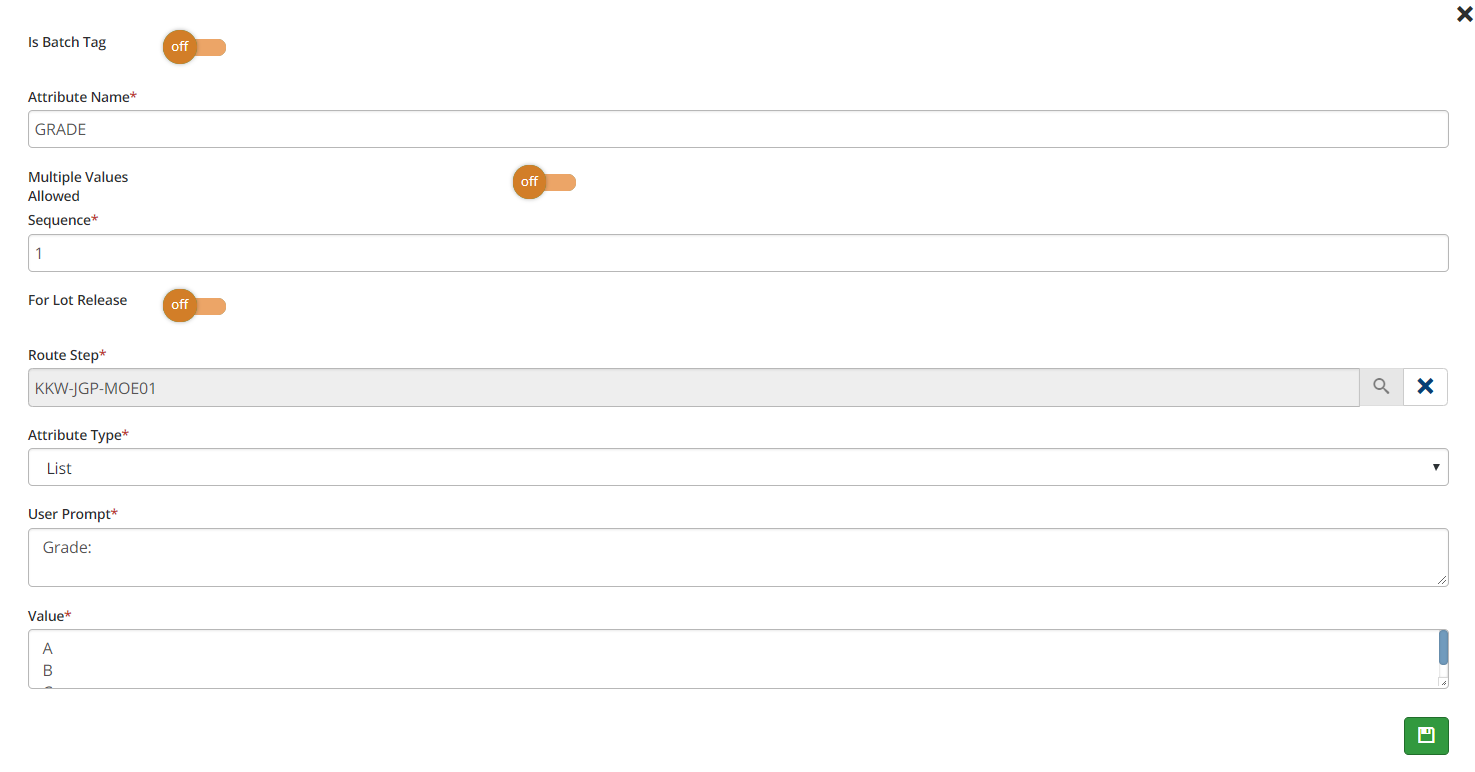 Is Batch Tag
off
Attribute Name*
GRADE
Multiple Values
Allowed
off
Sequence*
1
For Lot Release
off
Route Step*
KKW-JGP-MOE01
Attribute Type*
List
User Prompt*
Grade:
Value*
A
B